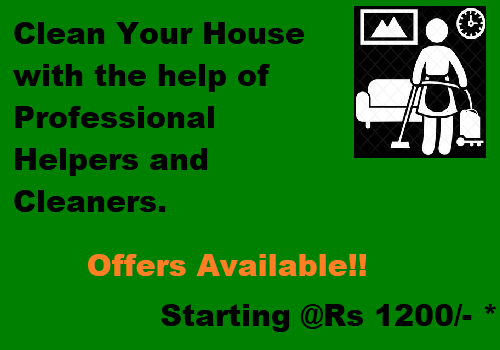 Clean Your House
with the help of
Professional
Helpers and
Cleaners.
Offers Available!!
Starting @Rs 1200/- *